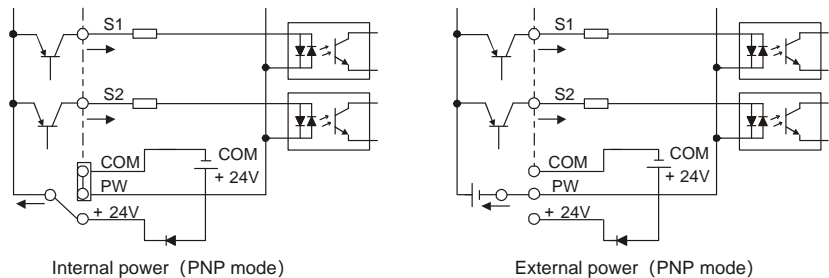 S1
S2
COM
COM
+ 24V
PW
+ 24V
Internal power (PNP mode)
S1
S2
COM
COM
+ 24V
PW
+ 24V
External power (PNP mode)